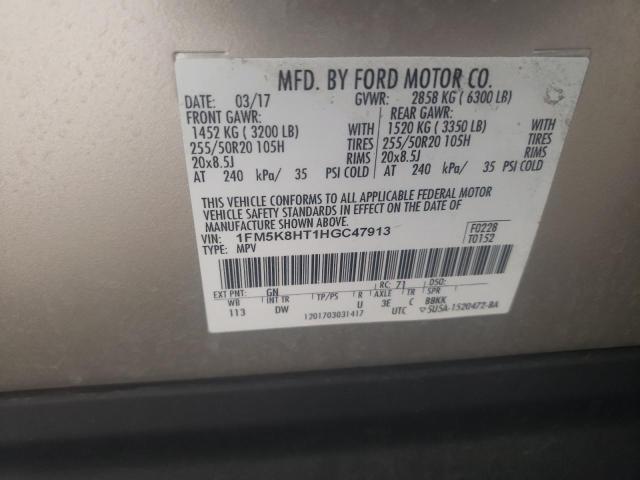 MFD. BY FORD MOTOR CO.
DATE: 03/17 GVWR: 2858 KG ( 6300 LB)
FRONT GAWR: REAR GAWR:
1452 KG ( 3200 LB) WITH 1520 KG ( 3350 LB) WITH
255/50R20 105H TIRES 255/50R20 105H TIRES
20x8.5J RIMS 20x8.5J RIMS
AT 240 kPa/ 35 PSI COLD AT 240 kPa/ 35 PSI COLD
THIS VEHICLE CONFORMS TO ALL APPLICABLE FEDERAL MOTOR
VEHICLE SAFETY STANDARDS IN EFFECT ON THE DATE OF
MANUFACTURE SHOWN ABOVE.
VIN: 1FM5K8HT1HGC47913 F0228
TYPE: MPV T0152
EXT PNT: GN RC: 71 DSO:
WB INT TR TP/PS R AXLE TR SPR
113 DW U 3E C BBKK
1201703031417 UTC 5U5A-1520472-BA